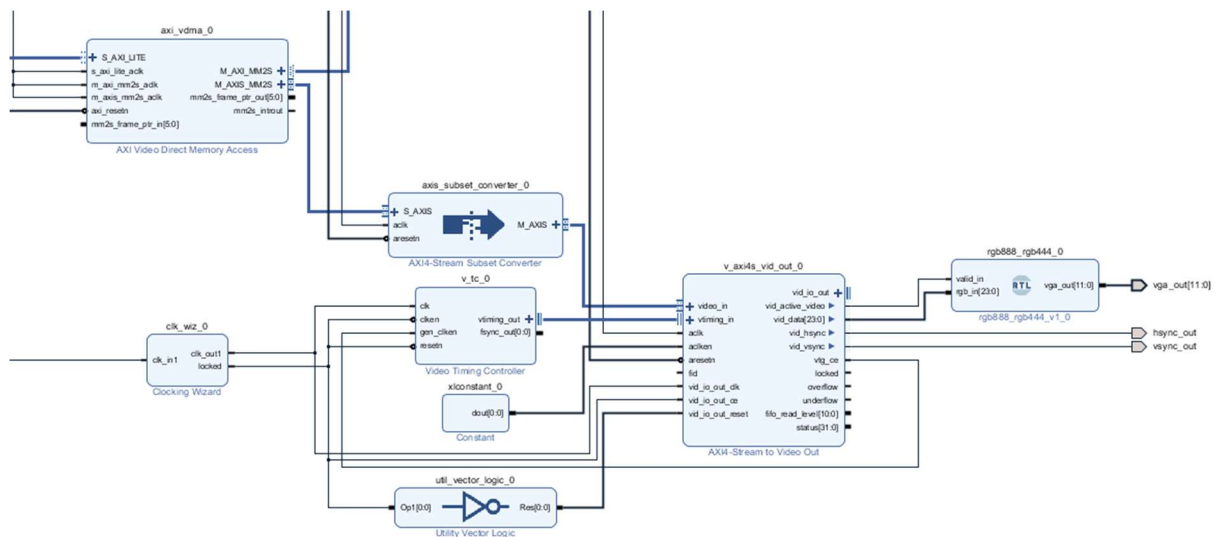 axi_vdma_0
S_AXI_LITE
s_axi_lite_aclk
m_axi_mm2s_aclk
m_axis_mm2s_aclk
axi_resetn
mm2s_frame_ptr_in[5:0]
M_AXI_MM2S
M_AXIS_MM2S
mm2s_frame_ptr_out[5:0]
mm2s_introut
AXI Video Direct Memory Access
axis_subset_converter_0
S_AXIS
aclk
aresetn
M_AXIS
AXI4-Stream Subset Converter
v_tc_0
clk
clken
gen_clken
resetn
vtiming_out
fsync_out[0:0]
Video Timing Controller
clk_wiz_0
clk_in1
clk_out1
locked
Clocking Wizard
xlconstant_0
dout[0:0]
Constant
util_vector_logic_0
Op1[0:0]
Res[0:0]
Utility Vector Logic
v_axi4s_vid_out_0
video_in
vtiming_in
aclk
aclken
aresetn
fid
vid_io_out_clk
vid_io_out_ce
vid_io_out_reset
vid_io_out
vid_active_video
vid_data[23:0]
vid_hsync
vid_vsync
vtg_ce
locked
overflow
underflow
fifo_read_level[10:0]
status[31:0]
AXI4-Stream to Video Out
rgb888_rgb444_0
valid_in
rgb_in[23:0]
RTL
vga_out[11:0]
rgb888_rgb444_v1_0
vga_out[11:0]
hsync_out
vsync_out